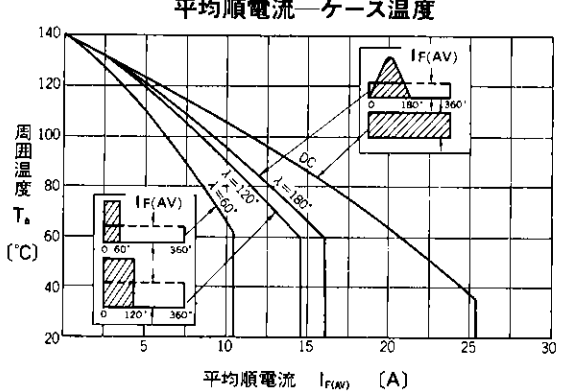 平均順電流―ケース温度
140
120
100
80
60
40
20
周囲温度
Ta
〔℃〕
IF(AV)
0 180° 360°
DC
λ=180°
λ=120°
λ=60°
IF(AV)
0 60° 360°
0 120° 360°
5 10 15 20 25 30
平均順電流 IF(AV) 〔A〕